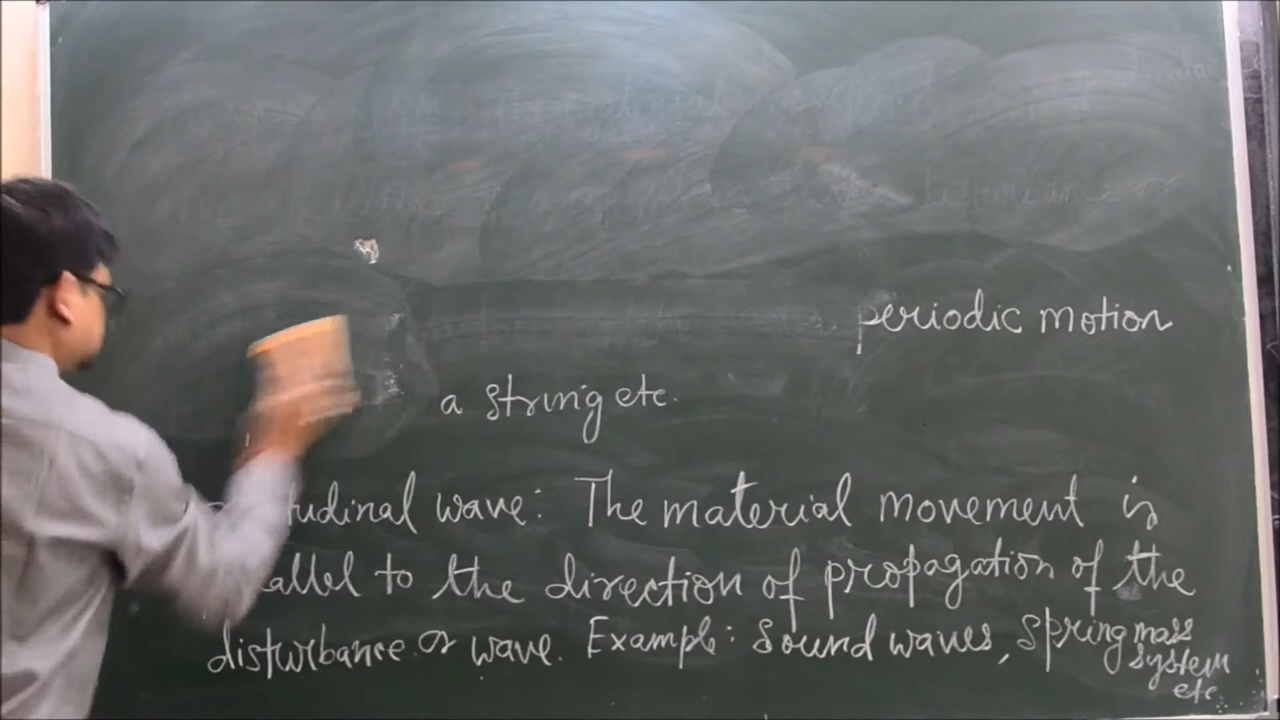 periodic motion
a string etc.
tudinal wave: The material movement is
allel to the direction of propagation of the
disturbance or wave. Example: Sound waves, Spring mass
system
etc